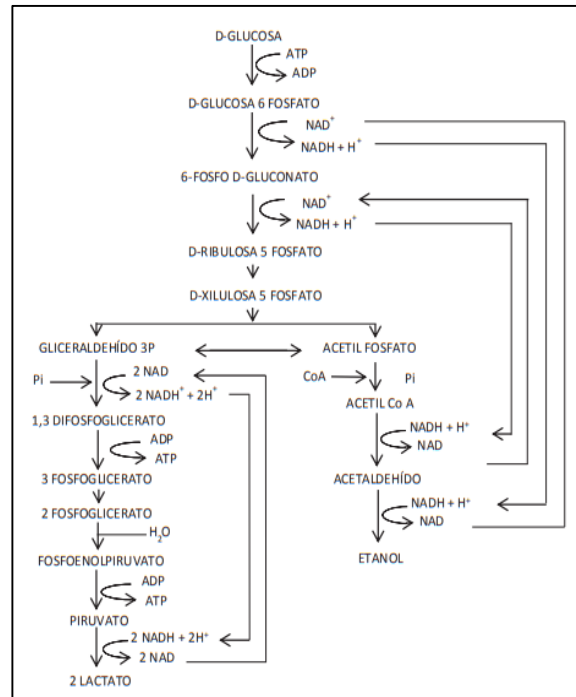 D-GLUCOSA
ATP
ADP
D-GLUCOSA 6 FOSFATO
NAD⁺
NADH + H⁺
6-FOSFO D-GLUCONATO
NAD⁺
NADH + H⁺
D-RIBULOSA 5 FOSFATO
D-XILULOSA 5 FOSFATO
GLICERALDEHÍDO 3P
Pi
2 NAD
2 NADH⁺ + 2H⁺
1,3 DIFOSFOGLICERATO
ADP
ATP
3 FOSFOGLICERATO
2 FOSFOGLICERATO
H₂O
FOSFOENOLPIRUVATO
ADP
ATP
PIRUVATO
2 NADH + 2H⁺
2 NAD
2 LACTATO
ACETIL FOSFATO
CoA
Pi
ACETIL Co A
NADH + H⁺
NAD
ACETALDEHÍDO
NADH + H⁺
NAD
ETANOL